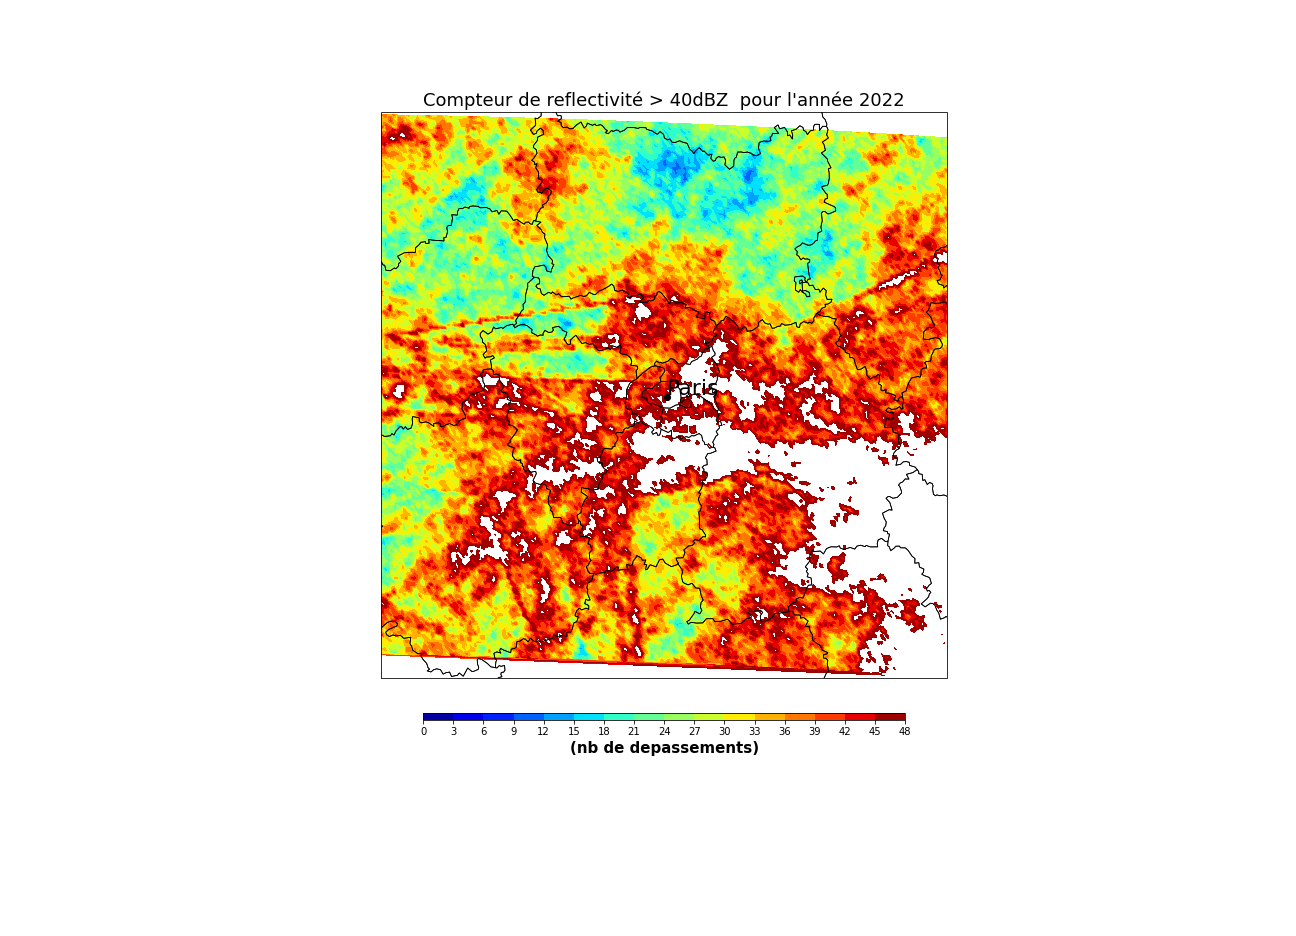 Compteur de reflectivité > 40dBZ  pour l'année 2022
Paris
0 3 6 9 12 15 18 21 24 27 30 33 36 39 42 45 48
(nb de depassements)